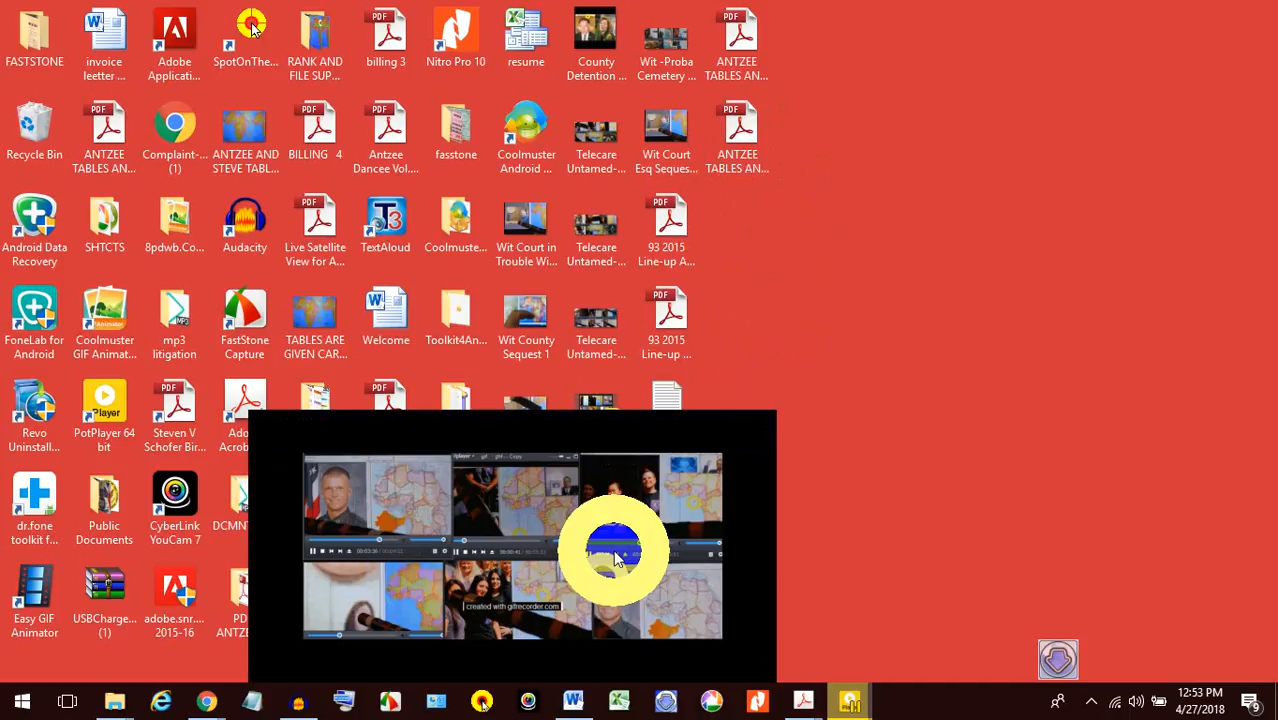 FASTSTONE
invoice
leetter ...
Adobe
Applicati...
SpotOnThe...
RANK AND
FILE SUP...
billing 3
Nitro Pro 10
resume
County
Detention ...
Wit -Proba
Cemetery ...
ANTZEE
TABLES AN...
Recycle Bin
ANTZEE
TABLES AN...
Complaint-...
(1)
ANTZEE AND
STEVE TABL...
BILLING 4
Antzee
Dancee Vol....
fasstone
Coolmuster
Android ...
Telecare
Untamed-...
Wit Court
Esq Seques...
ANTZEE
TABLES AN...
Android Data
Recovery
SHTCTS
8pdwb.Co...
Audacity
Live Satellite
View for A...
TextAloud
Coolmuste...
Wit Court in
Trouble Wi...
Telecare
Untamed-...
93 2015
Line-up A...
FoneLab for
Android
Coolmuster
GIF Animat...
mp3
litigation
FastStone
Capture
TABLES ARE
GIVEN CAR...
Welcome
Toolkit4An...
Wit County
Sequest 1
Telecare
Untamed-...
93 2015
Line-up ...
Revo
Uninstall...
PotPlayer 64
bit
Steven V
Schofer Bir...
Ado
Acrob
dr.fone
toolkit f...
Public
Documents
CyberLink
YouCam 7
DCMNT
Easy GIF
Animator
USBCharge...
(1)
adobe.snr...
2015-16
PD
ANTZ
created with gifrecorder.com
12:53 PM
4/27/2018